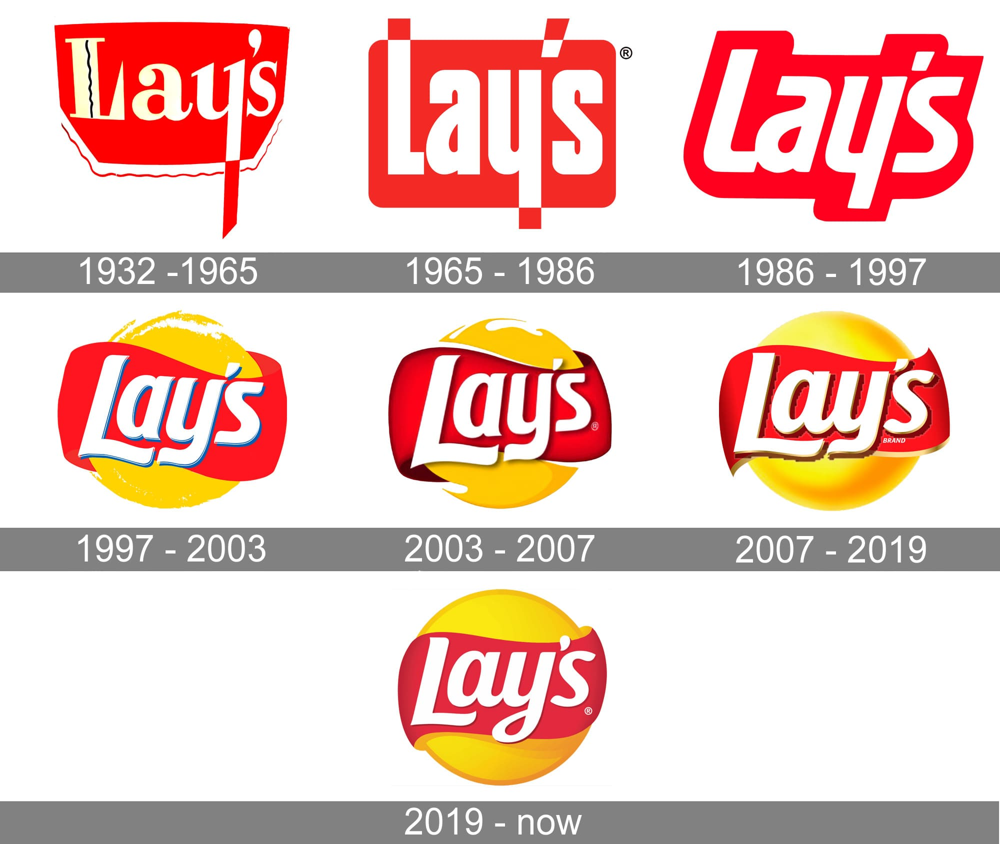 Lay's
Lay's ®
Lay's
1932 -1965
1965 - 1986
1986 - 1997
Lay's
Lay's ®
Lay's
BRAND
1997 - 2003
2003 - 2007
2007 - 2019
Lay's
®
2019 - now